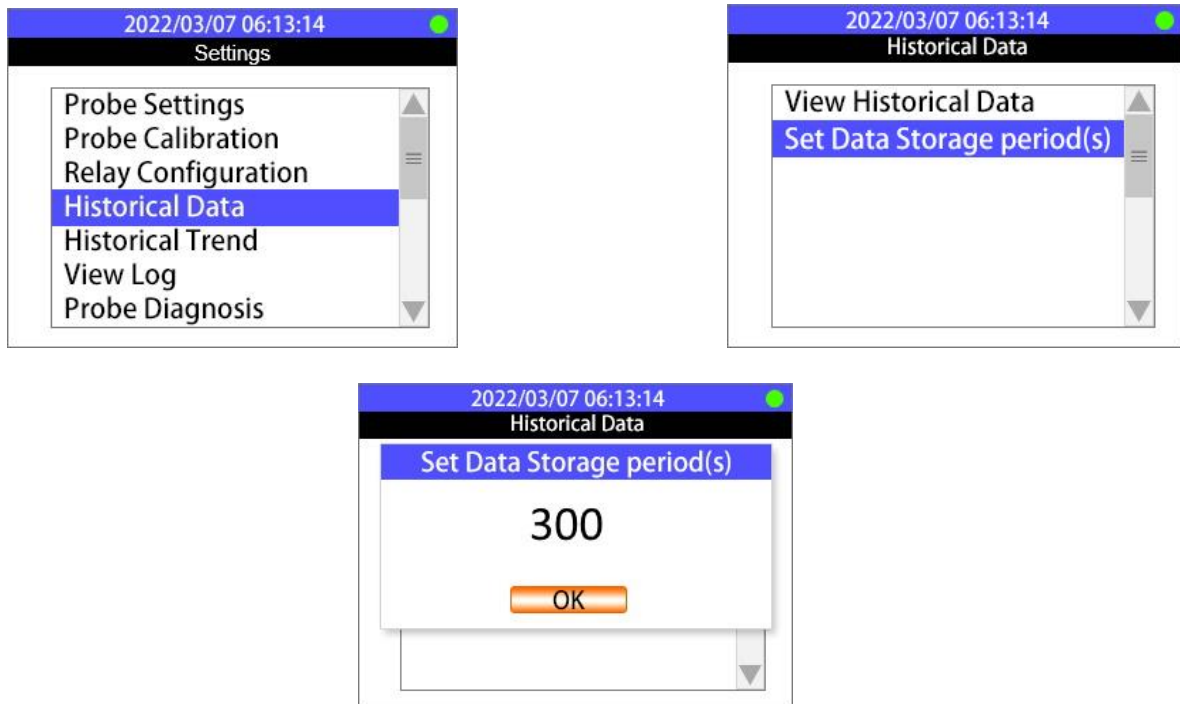 2022/03/07 06:13:14
Settings
Probe Settings
Probe Calibration
Relay Configuration
Historical Data
Historical Trend
View Log
Probe Diagnosis
2022/03/07 06:13:14
Historical Data
View Historical Data
Set Data Storage period(s)
2022/03/07 06:13:14
Historical Data
Set Data Storage period(s)
300
OK